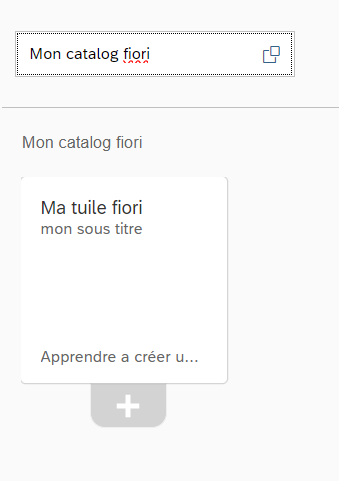 Mon catalog fiori
Mon catalog fiori
Ma tuile fiori
mon sous titre
Apprendre a créer u...